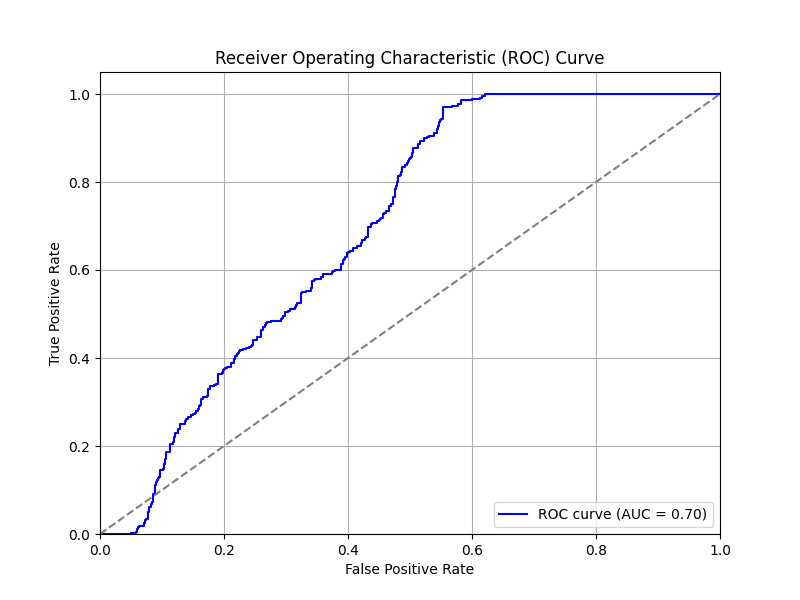 Receiver Operating Characteristic (ROC) Curve
1.0
0.8
0.6
0.4
0.2
0.0
True Positive Rate
ROC curve (AUC = 0.70)
0.0 0.2 0.4 0.6 0.8 1.0
False Positive Rate